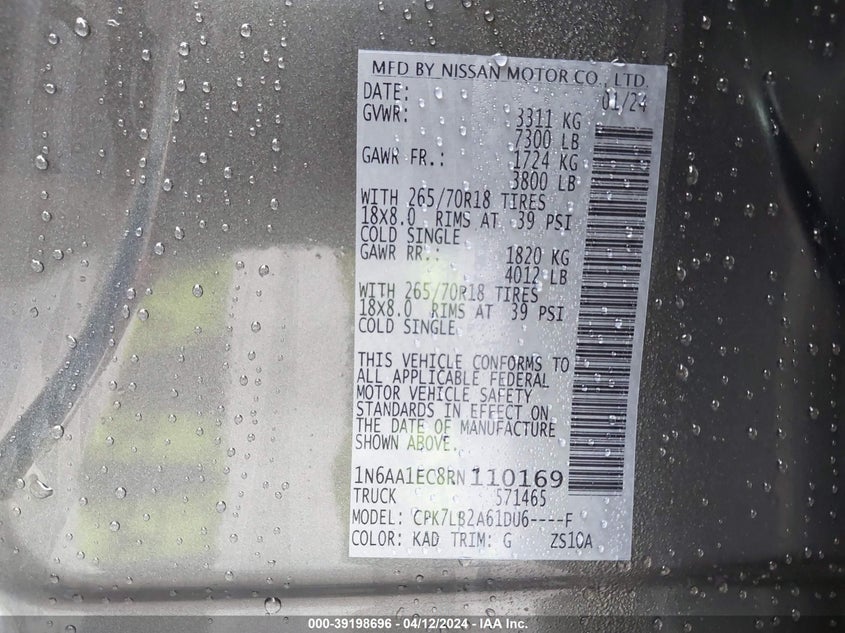 MFD BY NISSAN MOTOR CO., LTD.
DATE: 01/24
GVWR: 3311 KG
7300 LB
GAWR FR.: 1724 KG
3800 LB
WITH 265/70R18 TIRES
18X8.0 RIMS AT 39 PSI
COLD SINGLE
GAWR RR.: 1820 KG
4012 LB
WITH 265/70R18 TIRES
18X8.0 RIMS AT 39 PSI
COLD SINGLE
THIS VEHICLE CONFORMS TO
ALL APPLICABLE FEDERAL
MOTOR VEHICLE SAFETY
STANDARDS IN EFFECT ON
THE DATE OF MANUFACTURE
SHOWN ABOVE.
1N6AA1EC8RN110169
TRUCK 571465
MODEL: CPK7LB2A61DU6----F
COLOR: KAD TRIM: G ZS10A
000-39198696 - 04/12/2024 - IAA Inc.